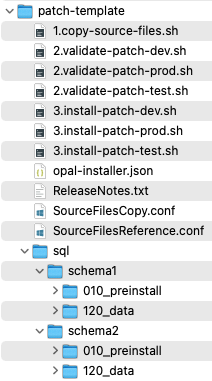 patch-template
1.copy-source-files.sh
2.validate-patch-dev.sh
2.validate-patch-prod.sh
2.validate-patch-test.sh
3.install-patch-dev.sh
3.install-patch-prod.sh
3.install-patch-test.sh
opal-installer.json
ReleaseNotes.txt
SourceFilesCopy.conf
SourceFilesReference.conf
sql
schema1
010_preinstall
120_data
schema2
010_preinstall
120_data